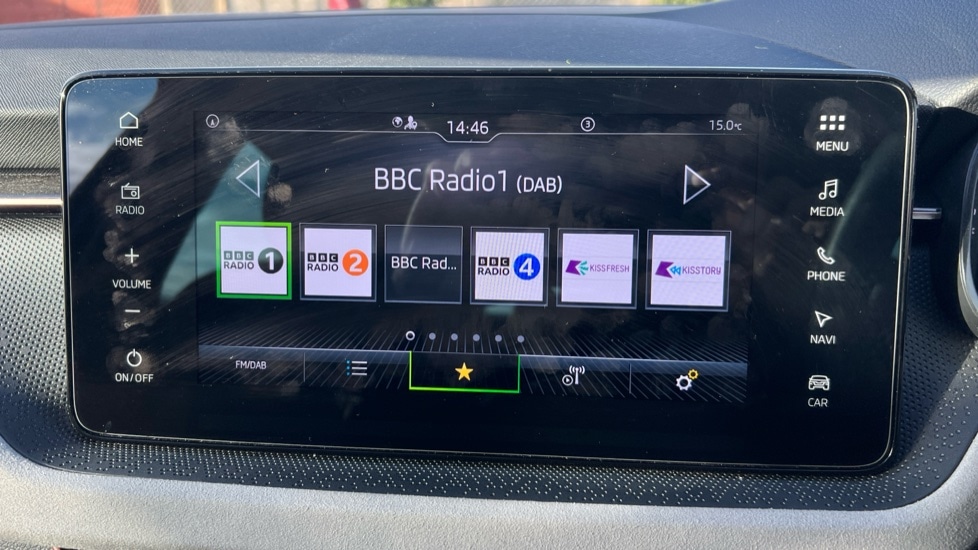 HOME
RADIO
VOLUME
ON/OFF
14:46
3
15.0°C
BBC Radio1 (DAB)
BBC RADIO 1
BBC RADIO 2
BBC Rad...
BBC RADIO 4
KISSFRESH
KISSTORY
FM/DAB
MENU
MEDIA
PHONE
NAVI
CAR